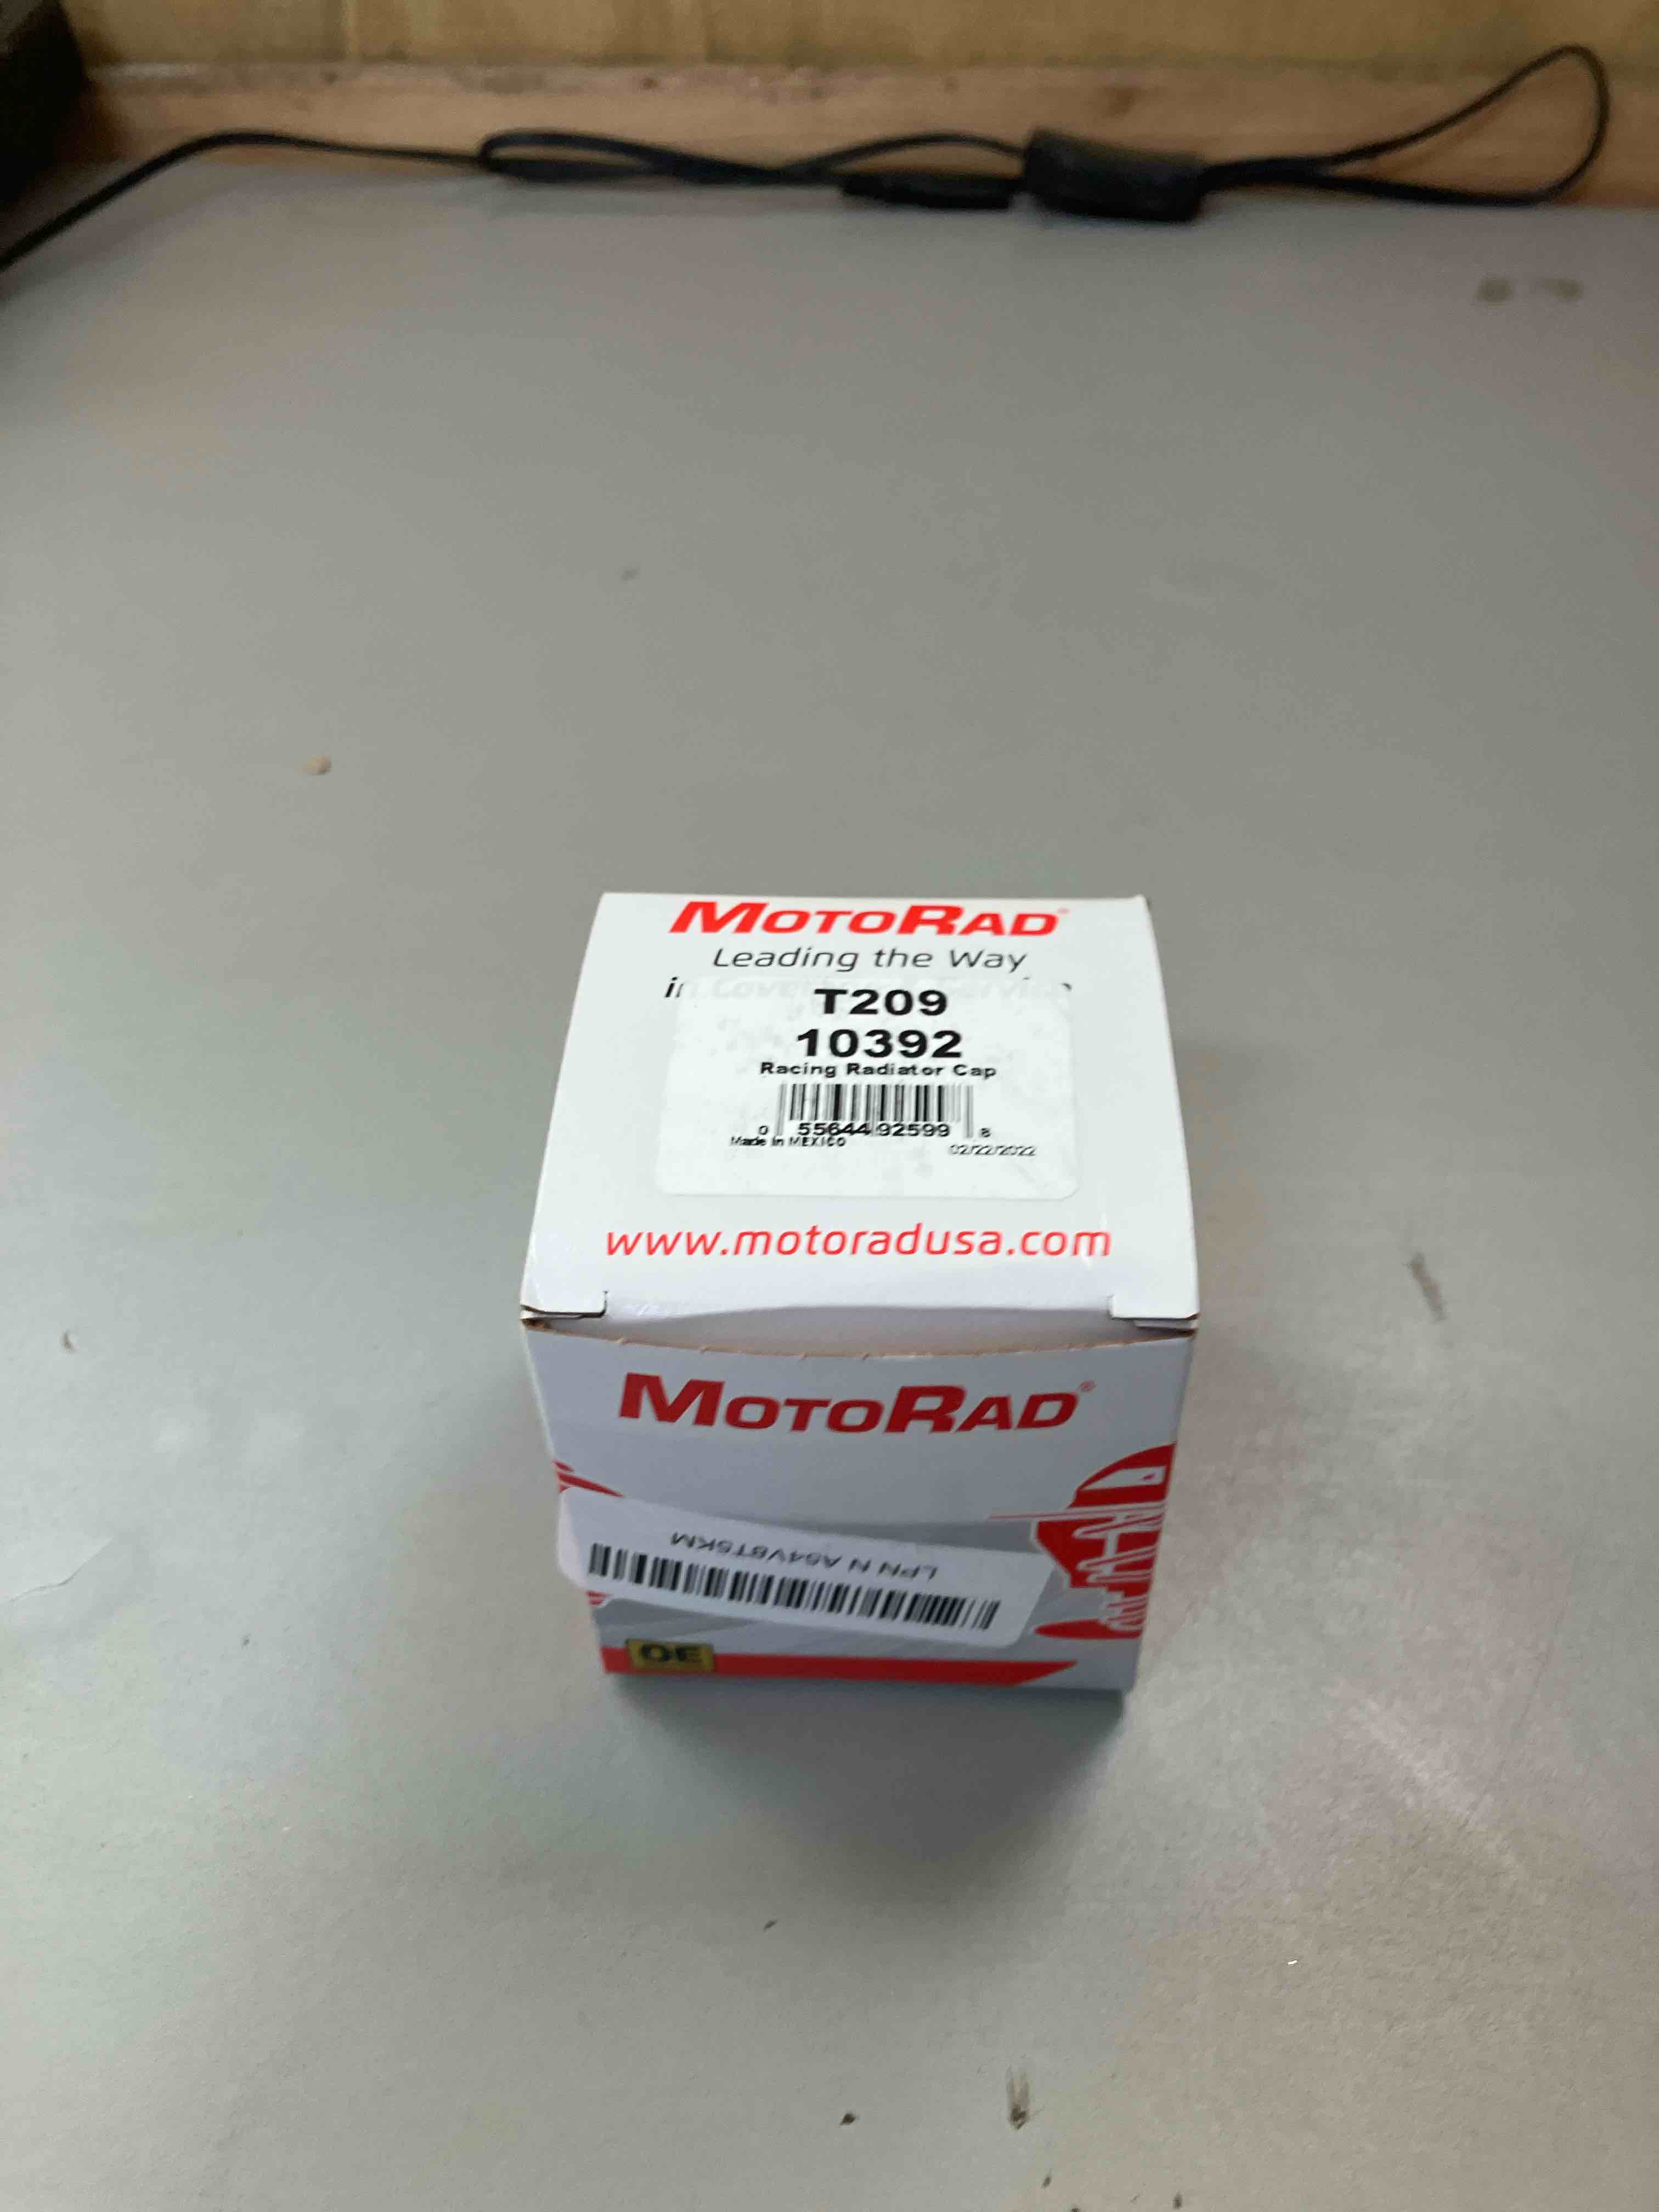 MOTORAD®
Leading the Way
T209
10392
Racing Radiator Cap
0 55644 92599 8
Made in MEXICO
02/22/2022
www.motoradusa.com
MOTORAD®
LPN N A64V8T5KM
OE